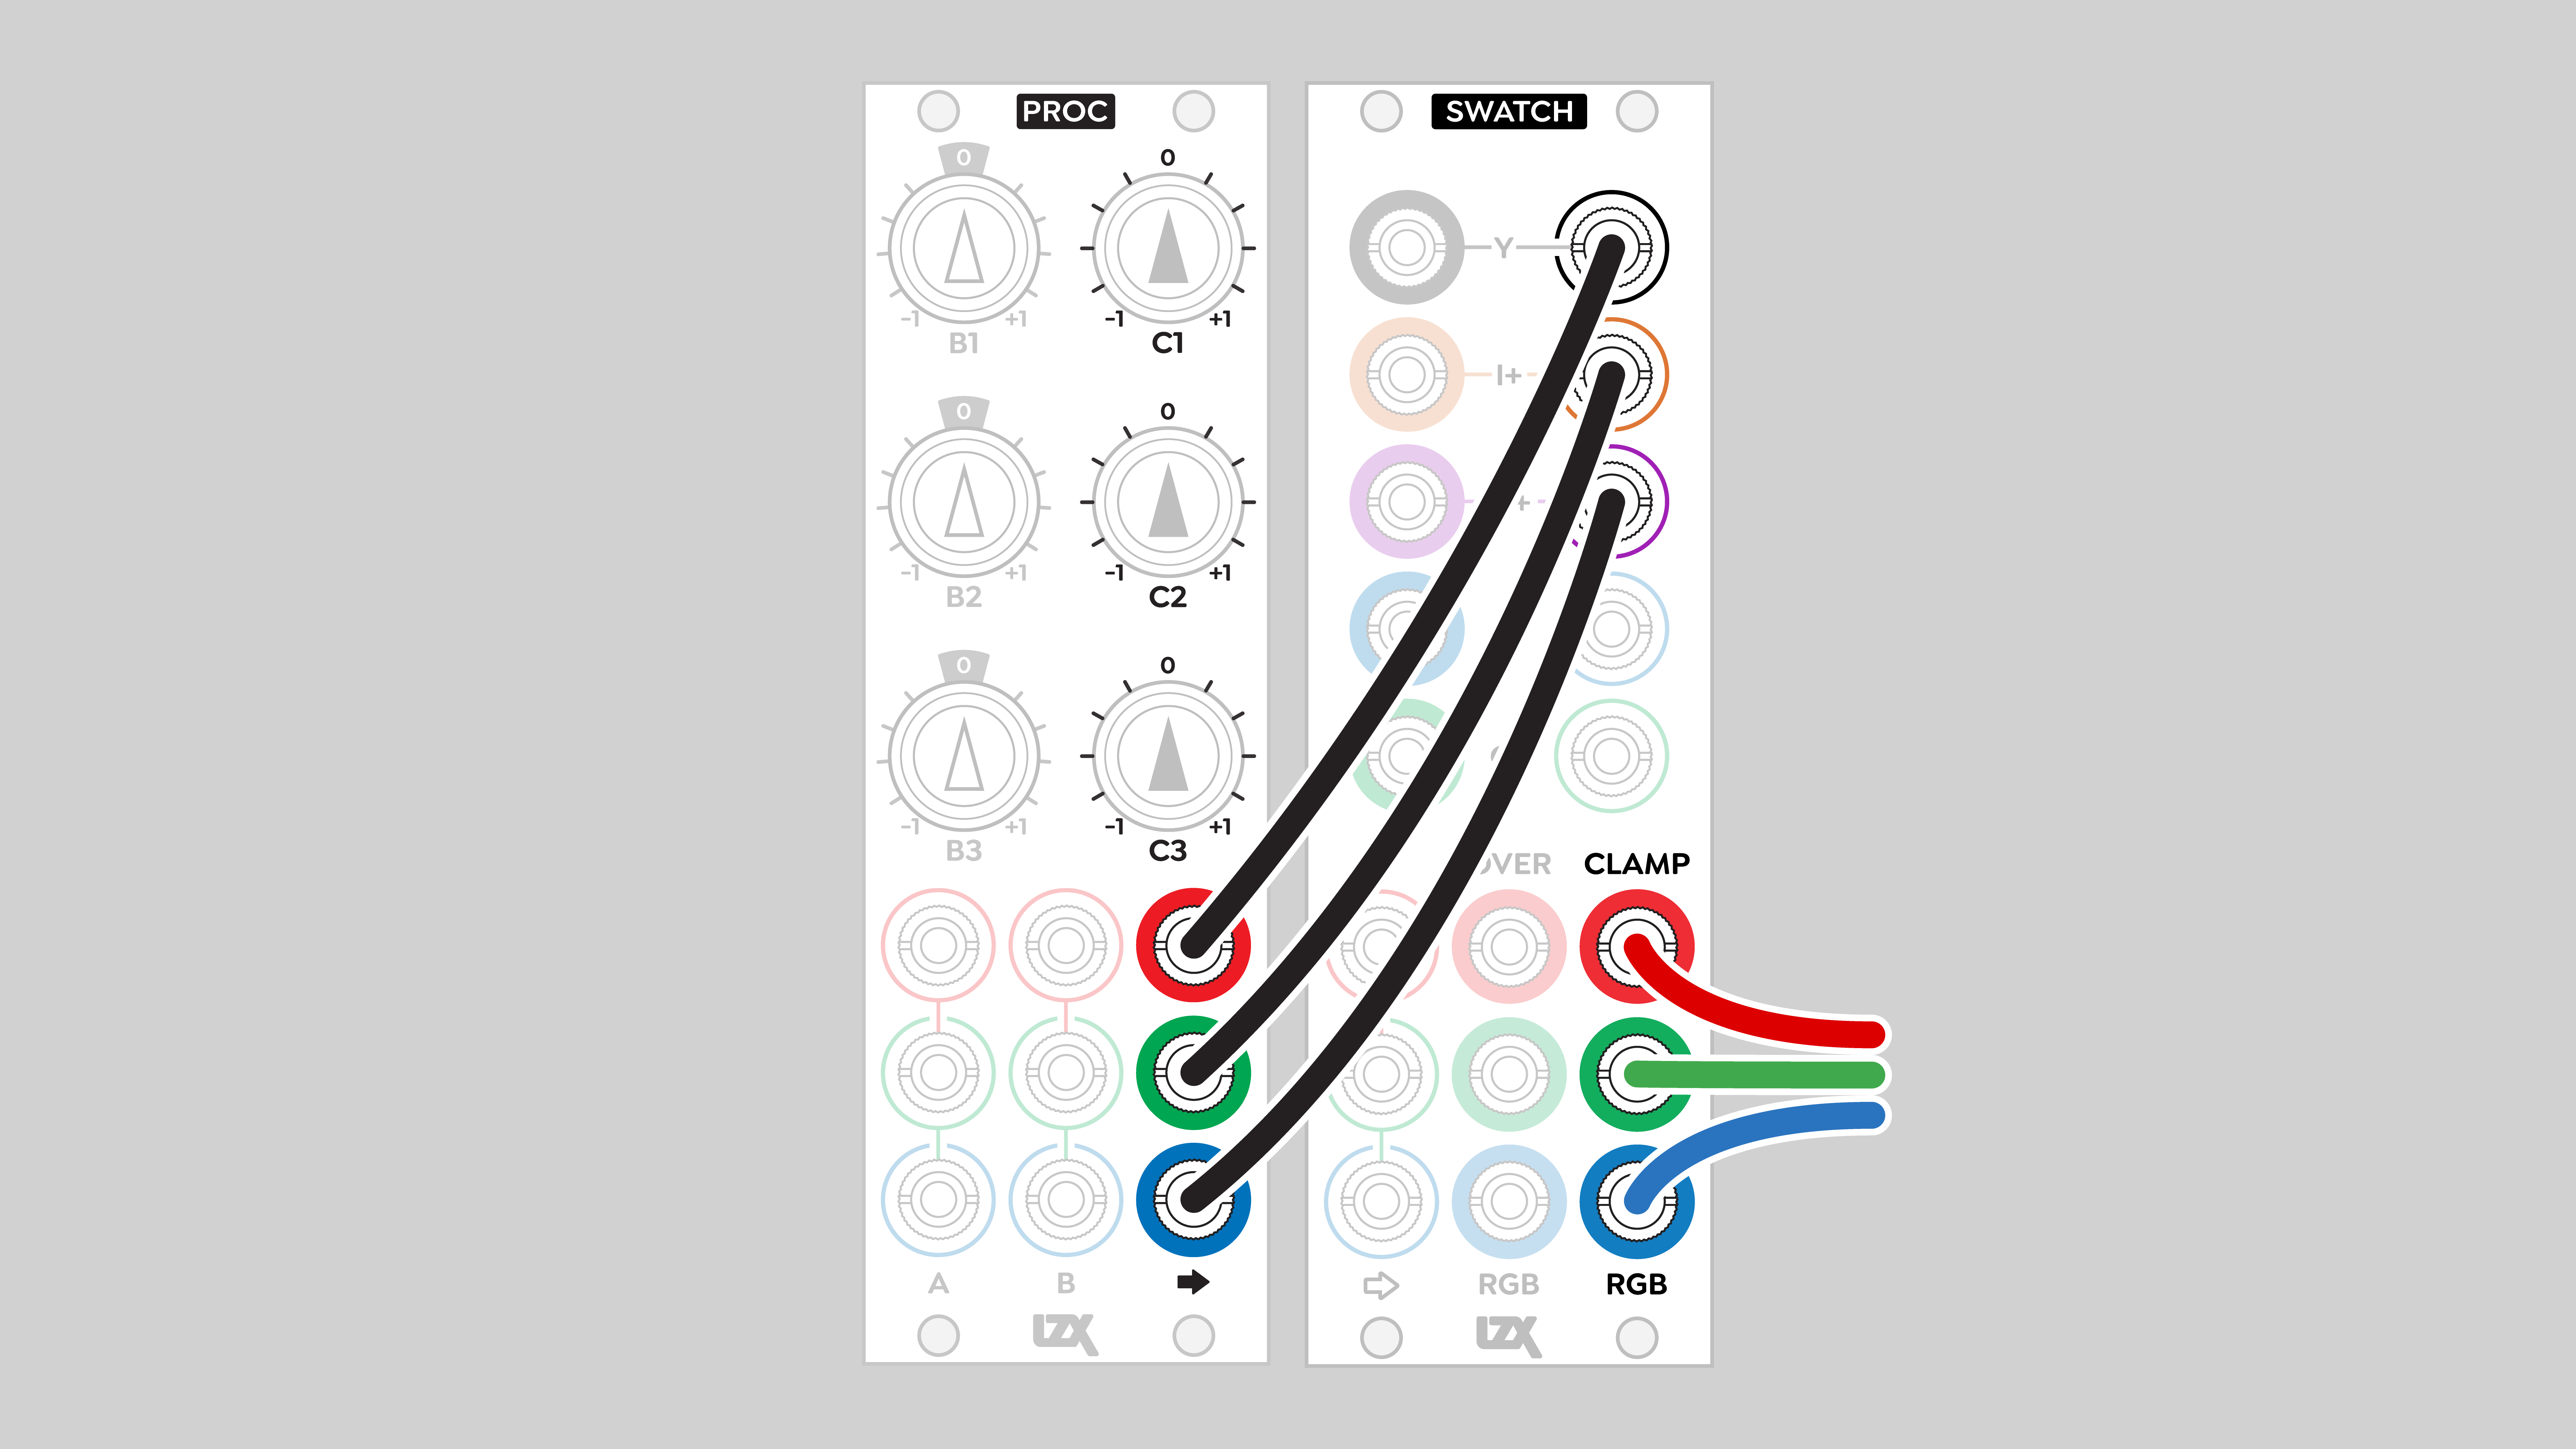 PROC
0 0
-1 +1 -1 +1
B1 C1
0 0
-1 +1 -1 +1
B2 C2
0 0
-1 +1 -1 +1
B3 C3
A B
LZX
SWATCH
Y
I+
+
CLAMP
RGB RGB
LZX